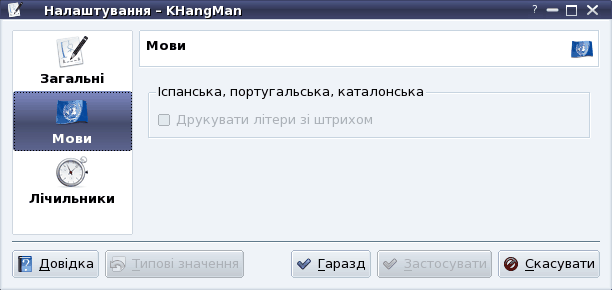 Налаштування – KHangMan
?
Загальні
Мови
Лічильники
Мови
Іспанська, португальська, каталонська
Друкувати літери зі штрихом
Довідка
Типові значення
Гаразд
Застосувати
Скасувати